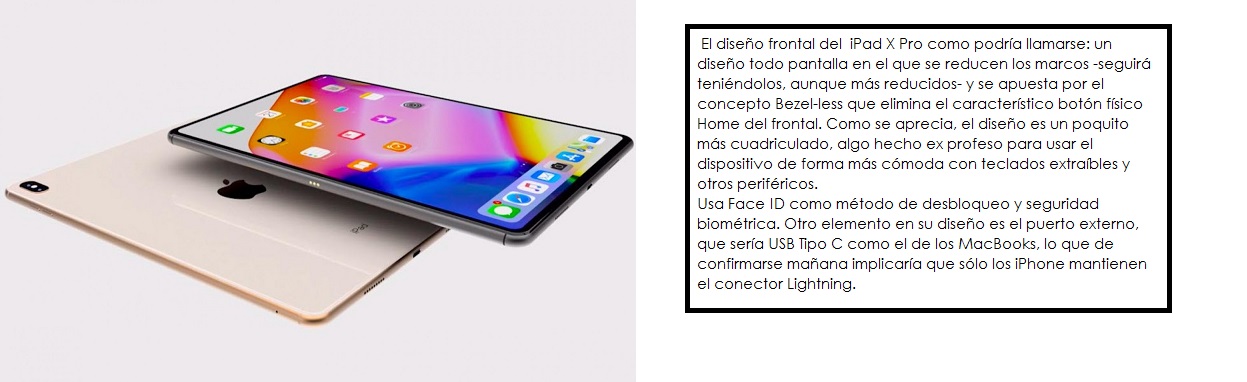 iPad
El diseño frontal del  iPad X Pro como podría llamarse: un
diseño todo pantalla en el que se reducen los marcos -seguirá
teniéndolos, aunque más reducidos- y se apuesta por el
concepto Bezel-less que elimina el característico botón físico
Home del frontal. Como se aprecia, el diseño es un poquito
más cuadriculado, algo hecho ex profeso para usar el
dispositivo de forma más cómoda con teclados extraíbles y
otros periféricos.
Usa Face ID como método de desbloqueo y seguridad
biométrica. Otro elemento en su diseño es el puerto externo,
que sería USB Tipo C como el de los MacBooks, lo que de
confirmarse mañana implicaría que sólo los iPhone mantienen
el conector Lightning.